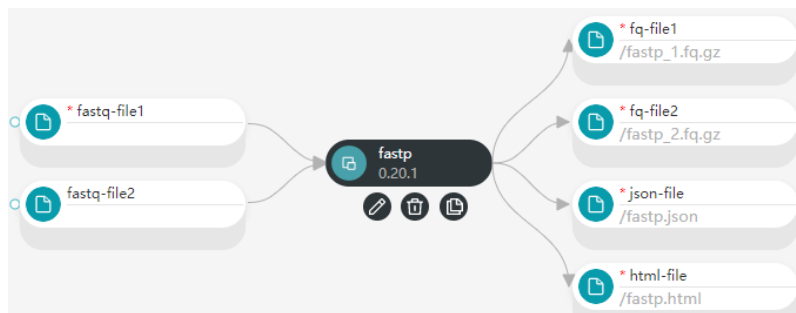 * fastq-file1
fastq-file2
fastp
0.20.1
* fq-file1
/fastp_1.fq.gz
* fq-file2
/fastp_2.fq.gz
* json-file
/fastp.json
* html-file
/fastp.html